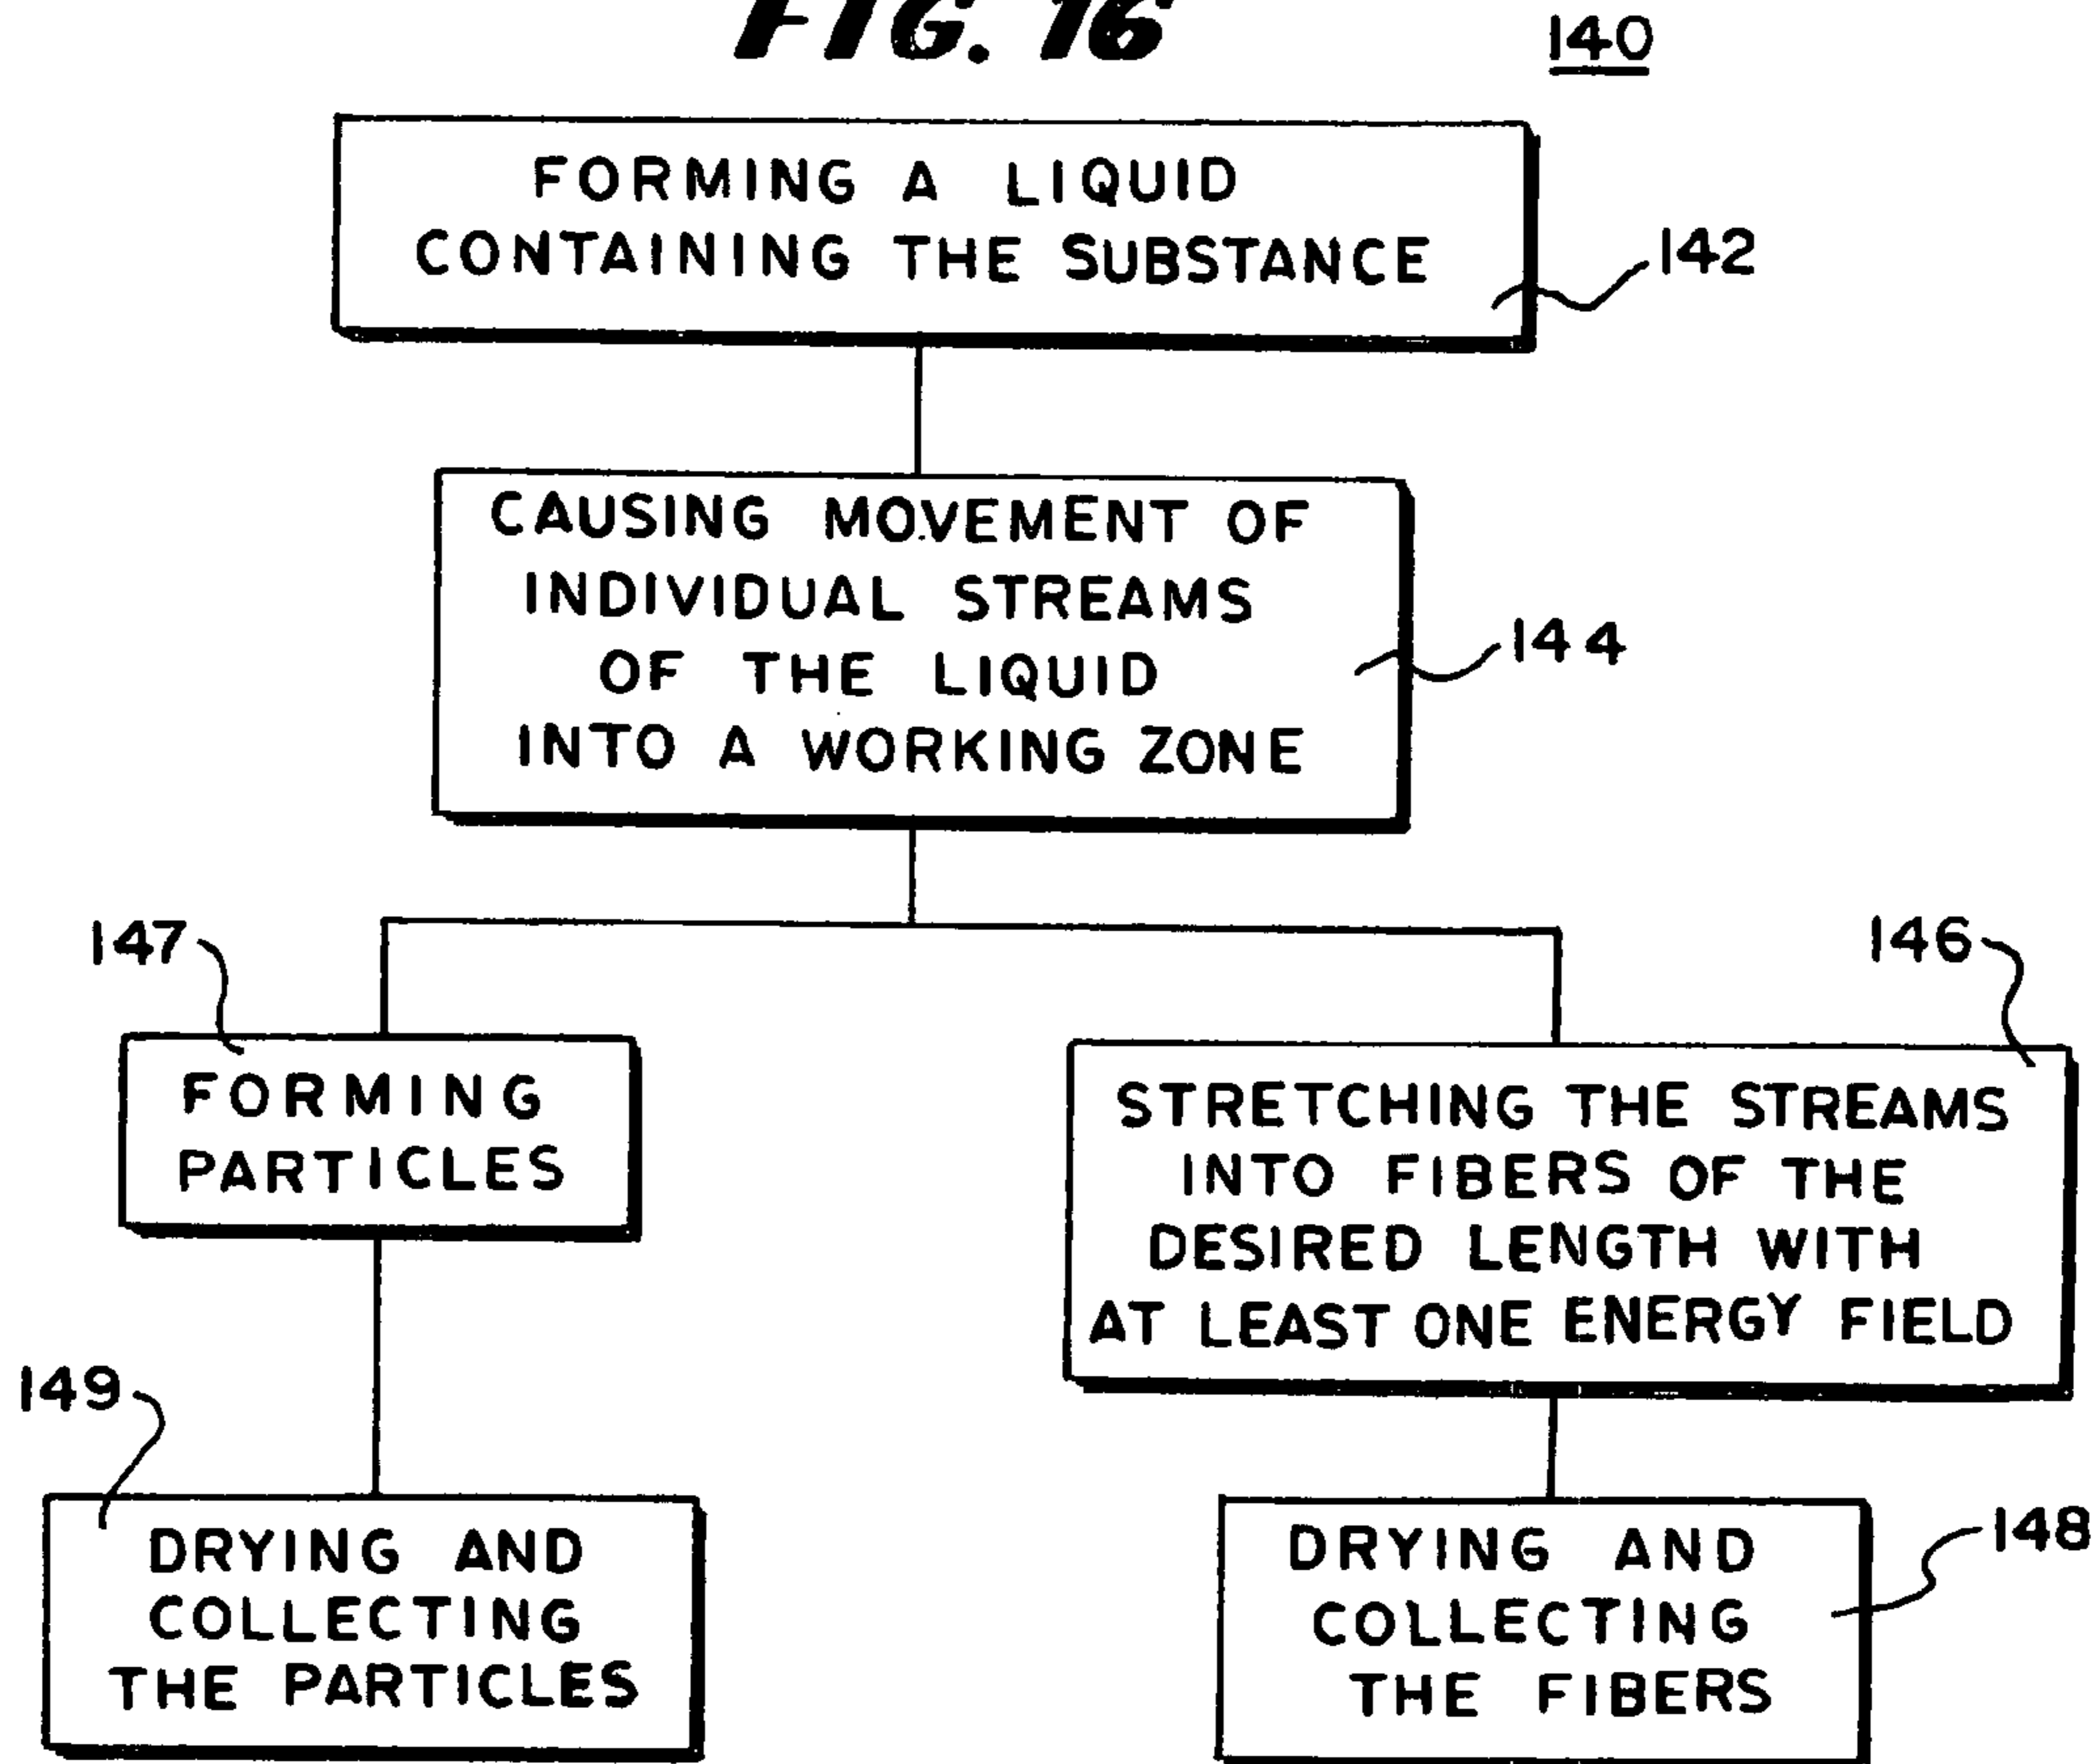 FIG. 16
140
FORMING A LIQUID
CONTAINING THE SUBSTANCE
142
CAUSING MOVEMENT OF
INDIVIDUAL STREAMS
OF THE LIQUID
INTO A WORKING ZONE
144
147
FORMING
PARTICLES
146
STRETCHING THE STREAMS
INTO FIBERS OF THE
DESIRED LENGTH WITH
AT LEAST ONE ENERGY FIELD
149
DRYING AND
COLLECTING
THE PARTICLES
DRYING AND
COLLECTING
THE FIBERS
148